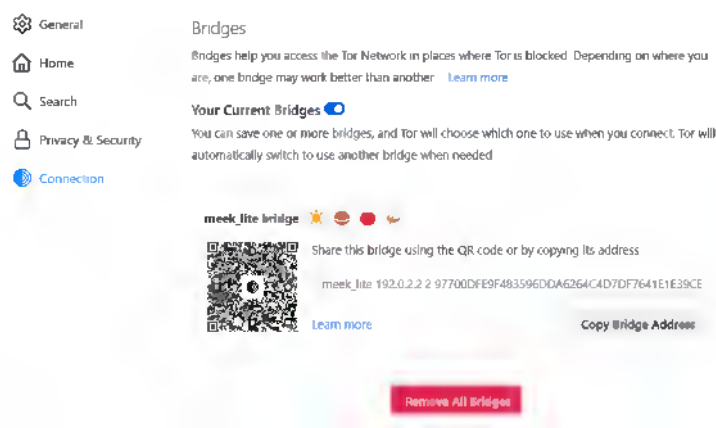 General
Home
Search
Privacy & Security
Connection
Bridges
Bridges help you access the Tor Network in places where Tor is blocked. Depending on where you
are, one bridge may work better than another. Learn more
Your Current Bridges
You can save one or more bridges, and Tor will choose which one to use when you connect. Tor will
automatically switch to use another bridge when needed.
meek_lite bridge
Share this bridge using the QR code or by copying its address
meek_lite 192.0.2.2:2 97700DFE9F483596DDA6264C4D7DF7641E1E39CE
Learn more
Copy Bridge Address
Remove All Bridges